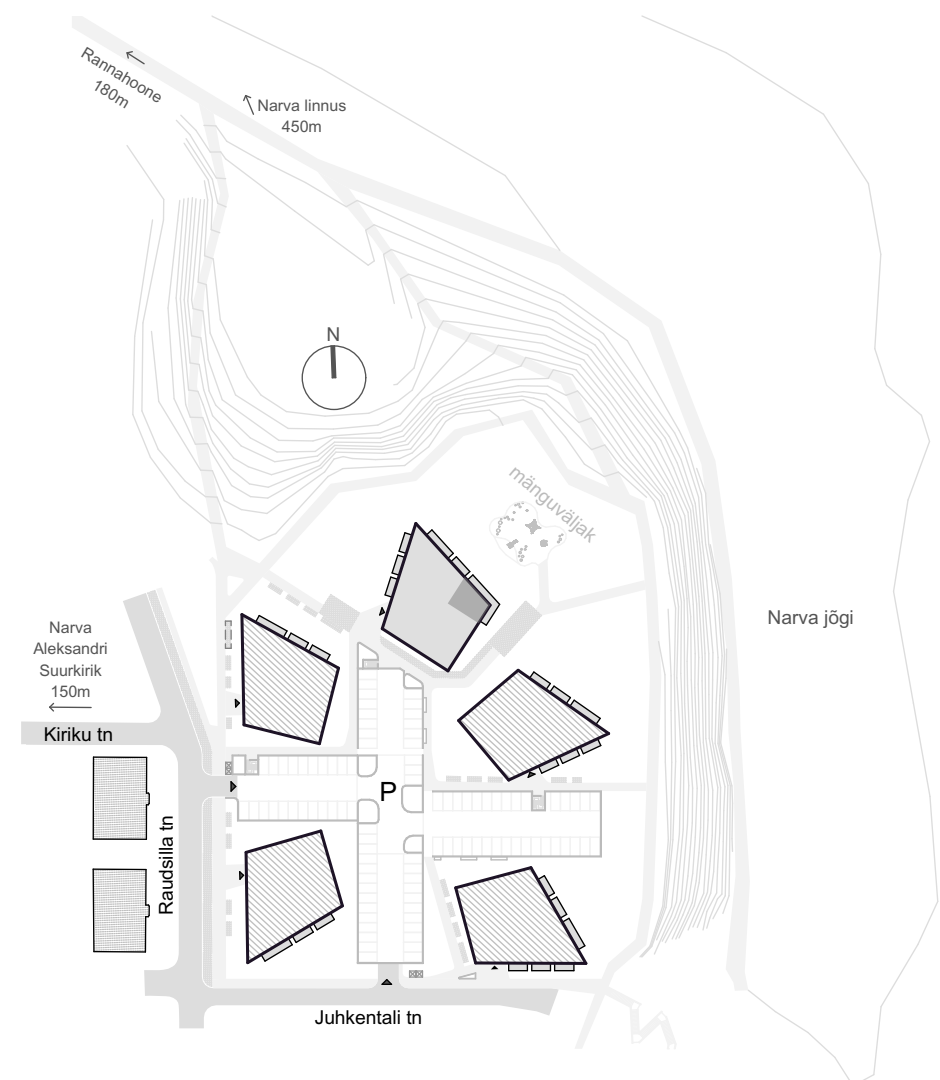 Rannahoone
180m
Narva linnus
450m
N
mänguväljak
Narva
Aleksandri
Suurkirik
150m
Narva jõgi
Kiriku tn
P
Raudsilla tn
Juhkentali tn